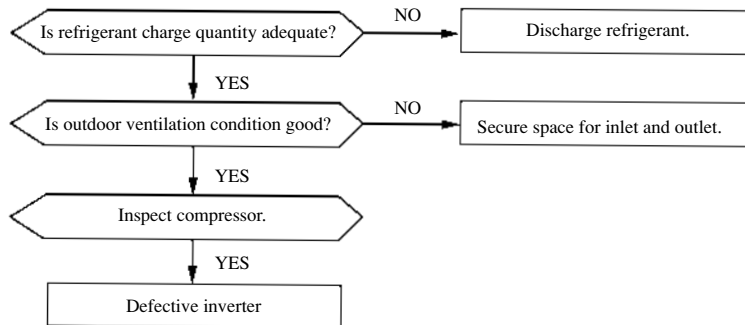 Is refrigerant charge quantity adequate?
NO
Discharge refrigerant.
YES
Is outdoor ventilation condition good?
NO
Secure space for inlet and outlet.
YES
Inspect compressor.
YES
Defective inverter